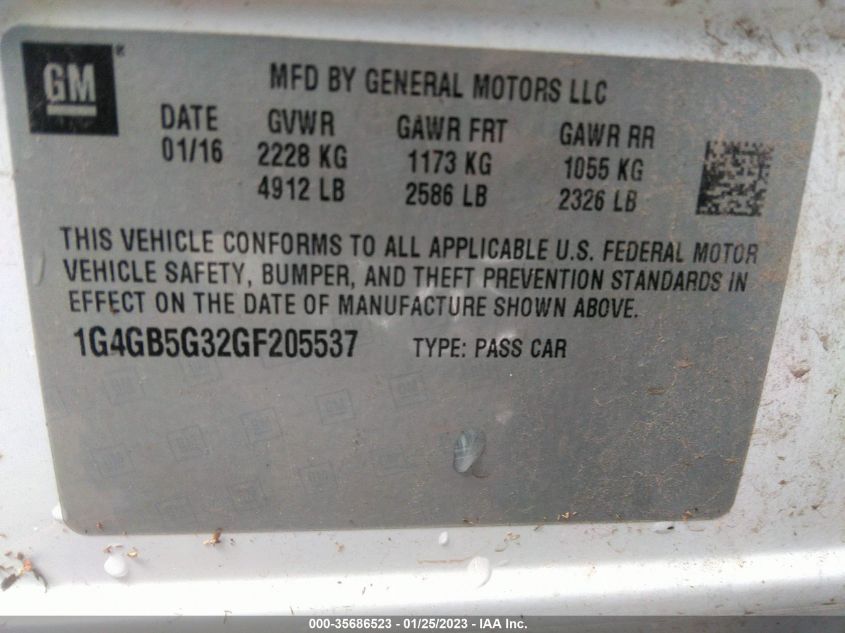 GM
MFD BY GENERAL MOTORS LLC
DATE GVWR GAWR FRT GAWR RR
01/16 2228 KG 1173 KG 1055 KG
4912 LB 2586 LB 2326 LB
THIS VEHICLE CONFORMS TO ALL APPLICABLE U.S. FEDERAL MOTOR
VEHICLE SAFETY, BUMPER, AND THEFT PREVENTION STANDARDS IN
EFFECT ON THE DATE OF MANUFACTURE SHOWN ABOVE.
1G4GB5G32GF205537 TYPE: PASS CAR
000-35686523 - 01/25/2023 - IAA Inc.